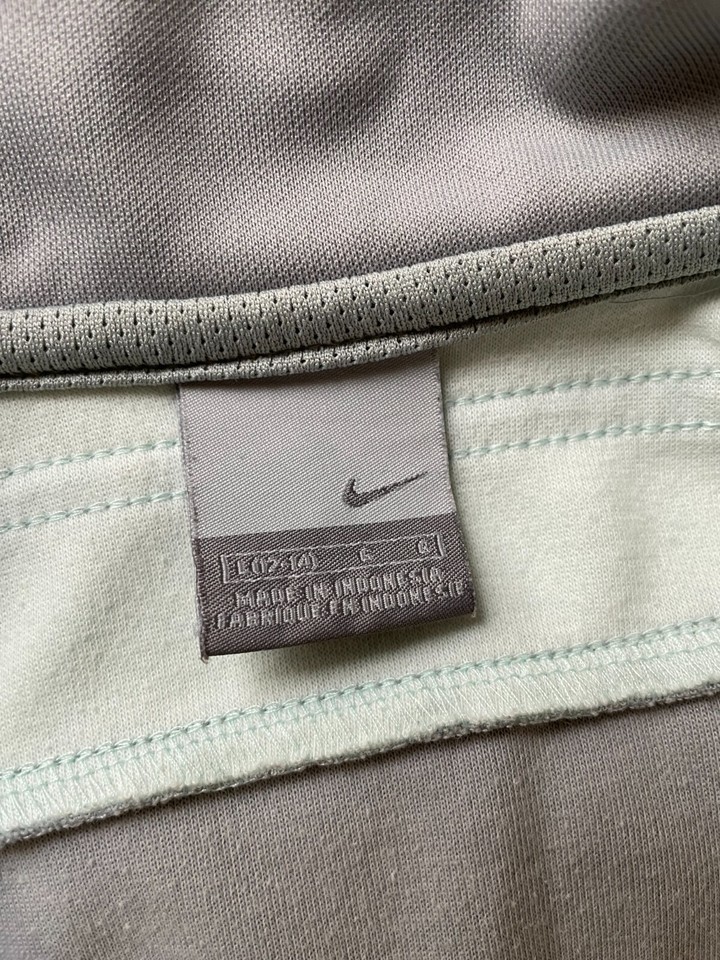 L(12-14) L G
MADE IN INDONESIA
FABRIQUE EN INDONESIE